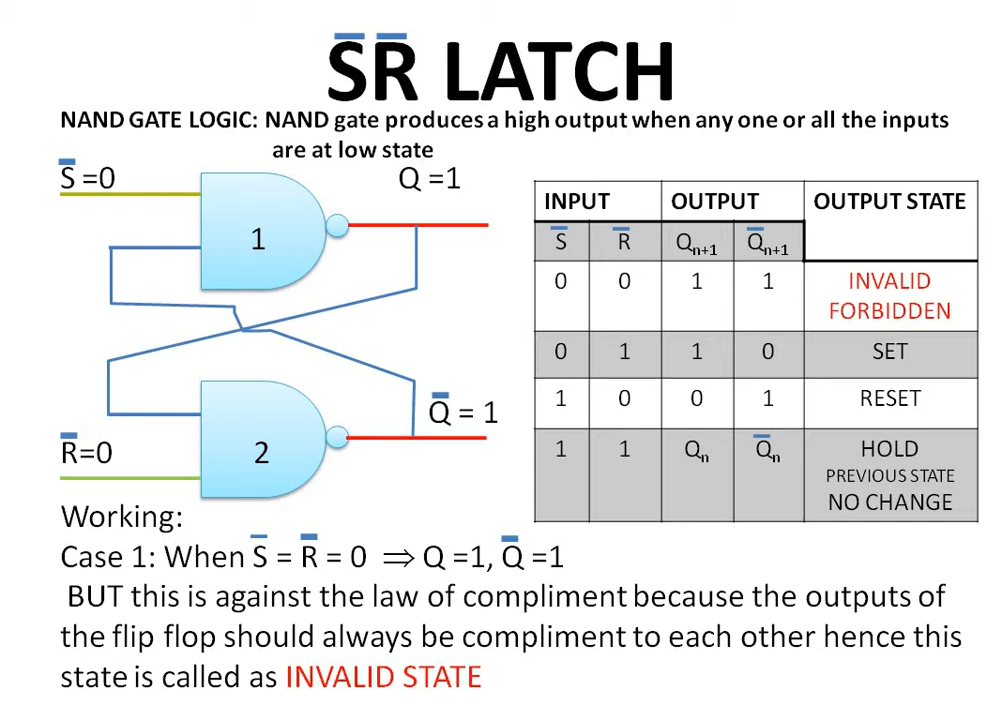 S̅R̅ LATCH
NAND GATE LOGIC: NAND gate produces a high output when any one or all the inputs
are at low state
S̅ =0
Q =1
1
Q̅ = 1
R̅=0
2
INPUT OUTPUT OUTPUT STATE
S̅ R̅ Qn+1 Q̅n+1
0 0 1 1 INVALID
FORBIDDEN
0 1 1 0 SET
1 0 0 1 RESET
1 1 Qn Q̅n HOLD
PREVIOUS STATE
NO CHANGE
Working:
Case 1: When S̅ = R̅ = 0 ⇒ Q =1, Q̅ =1
BUT this is against the law of compliment because the outputs of
the flip flop should always be compliment to each other hence this
state is called as INVALID STATE